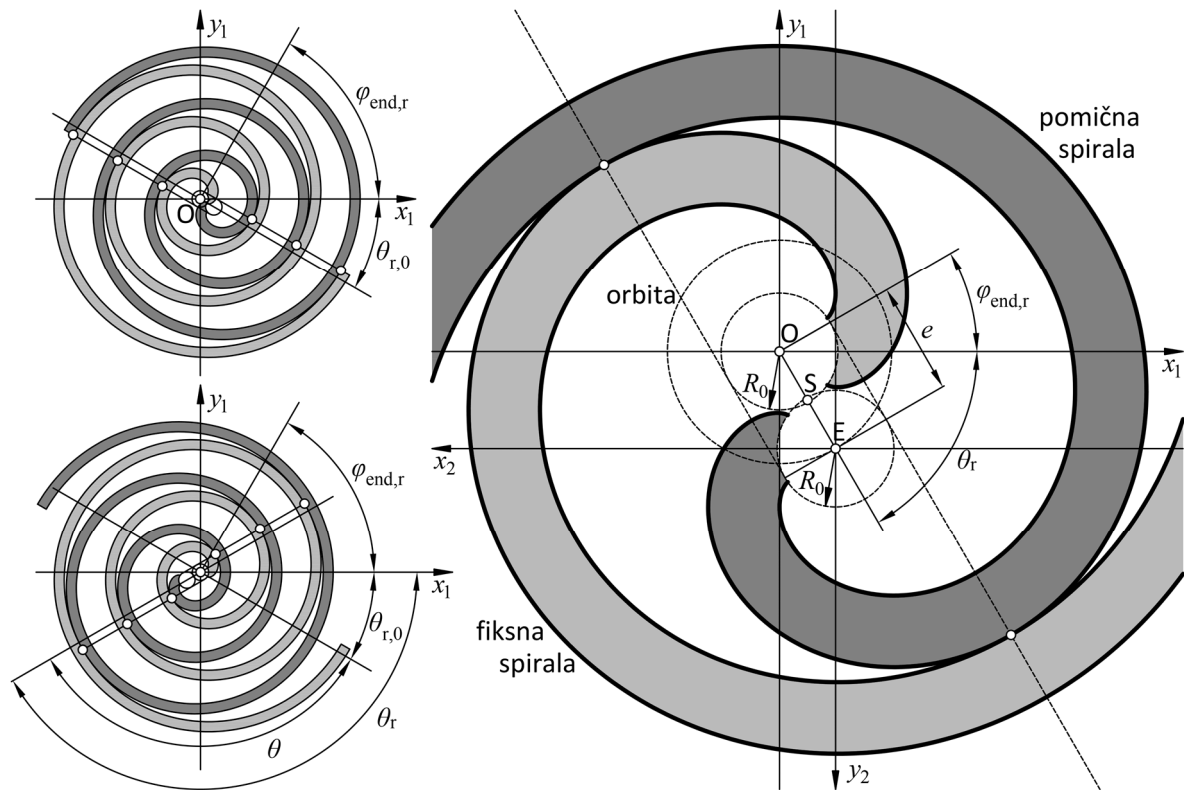 y₁
φend,r
O
x₁
θr,0
y₁
φend,r
x₁
θr,0
θr
θ
y₁
pomična
spirala
orbita
φend,r
O
e
x₁
R₀
S
E
x₂
θr
R₀
fiksna
spirala
y₂